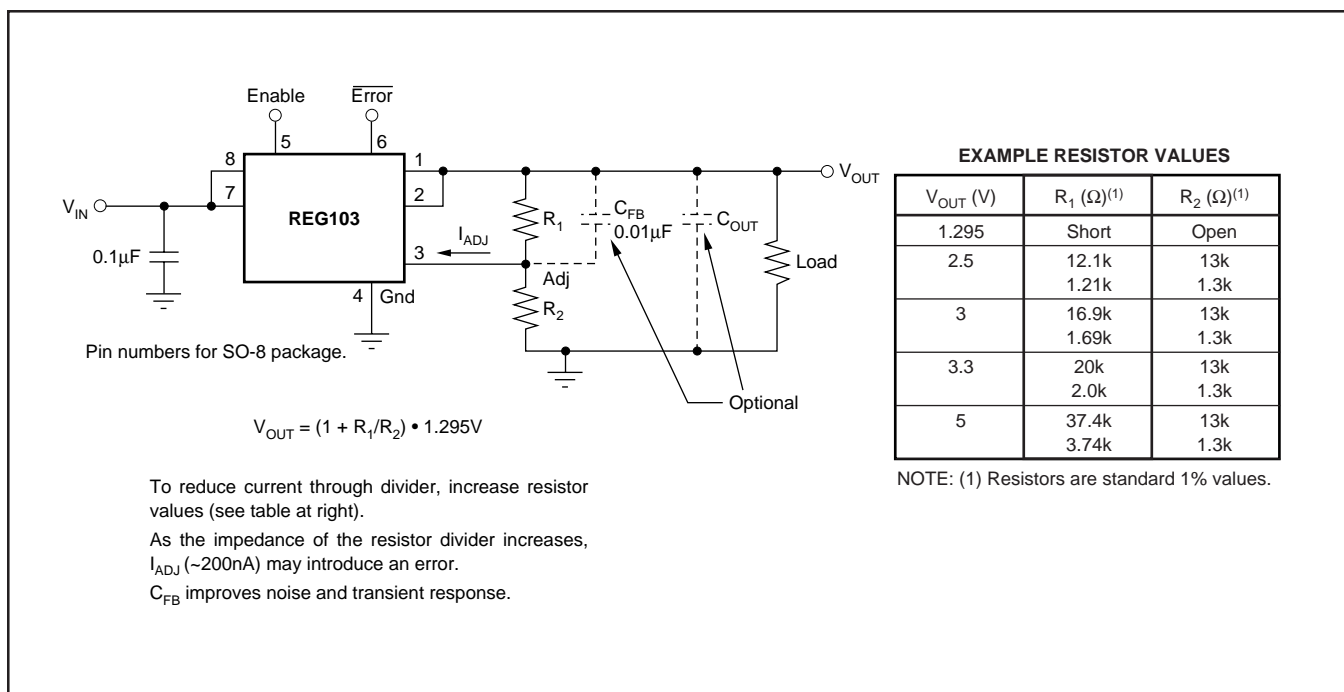 Enable
Error
5
6
8
7
1
2
3
4
REG103
V_IN
0.1μF
Gnd
I_ADJ
Adj
R_1
R_2
C_FB
0.01μF
C_OUT
Load
V_OUT
Optional
Pin numbers for SO-8 package.
V_OUT = (1 + R_1/R_2) • 1.295V
To reduce current through divider, increase resistor
values (see table at right).
As the impedance of the resistor divider increases,
I_ADJ (~200nA) may introduce an error.
C_FB improves noise and transient response.
EXAMPLE RESISTOR VALUES
V_OUT (V) R_1 (Ω)(1) R_2 (Ω)(1)
1.295 Short Open
2.5 12.1k 13k
1.21k 1.3k
3 16.9k 13k
1.69k 1.3k
3.3 20k 13k
2.0k 1.3k
5 37.4k 13k
3.74k 1.3k
NOTE: (1) Resistors are standard 1% values.